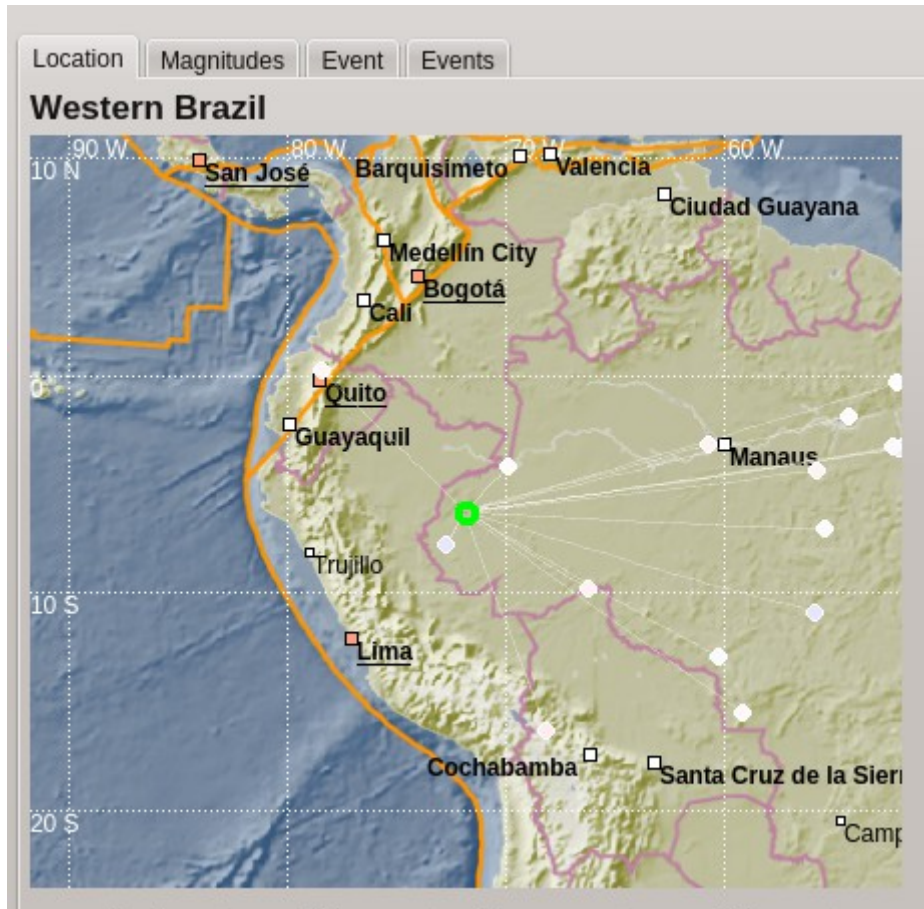 Location Magnitudes Event Events
Western Brazil
90 W 80 W 60 W
10 N
San José
Barquisimeto
Valencia
Ciudad Guayana
Medellín City
Bogotá
Cali
0
Quito
Guayaquil
Manaus
Trujillo
10 S
Lima
Cochabamba
Santa Cruz de la Sierr
20 S
Camp